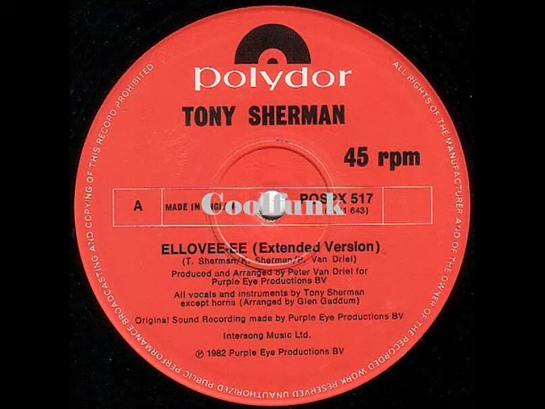 polydor
TONY SHERMAN
45 rpm
A
MADE IN ENGL
Coolfunk
POSPX 517
643)
ELLOVEE-EE (Extended Version)
(T. Sherman/ Sherman/ Van Driel)
Produced and Arranged by Peter Van Driel for
Purple Eye Productions BV
All vocals and instruments by Tony Sherman
except horns (Arranged by Glen Gaddum)
Original Sound Recording made by Purple Eye Productions BV
Intersong Music Ltd.
℗ 1982 Purple Eye Productions BV
ALL RIGHTS OF THE MANUFACTURER AND OF THE OWNER OF THE RECORDED WORK RESERVED UNAUTHORIZED PUBLIC PERFORMANCE BROADCASTING AND COPYING OF THIS RECORD PROHIBITED